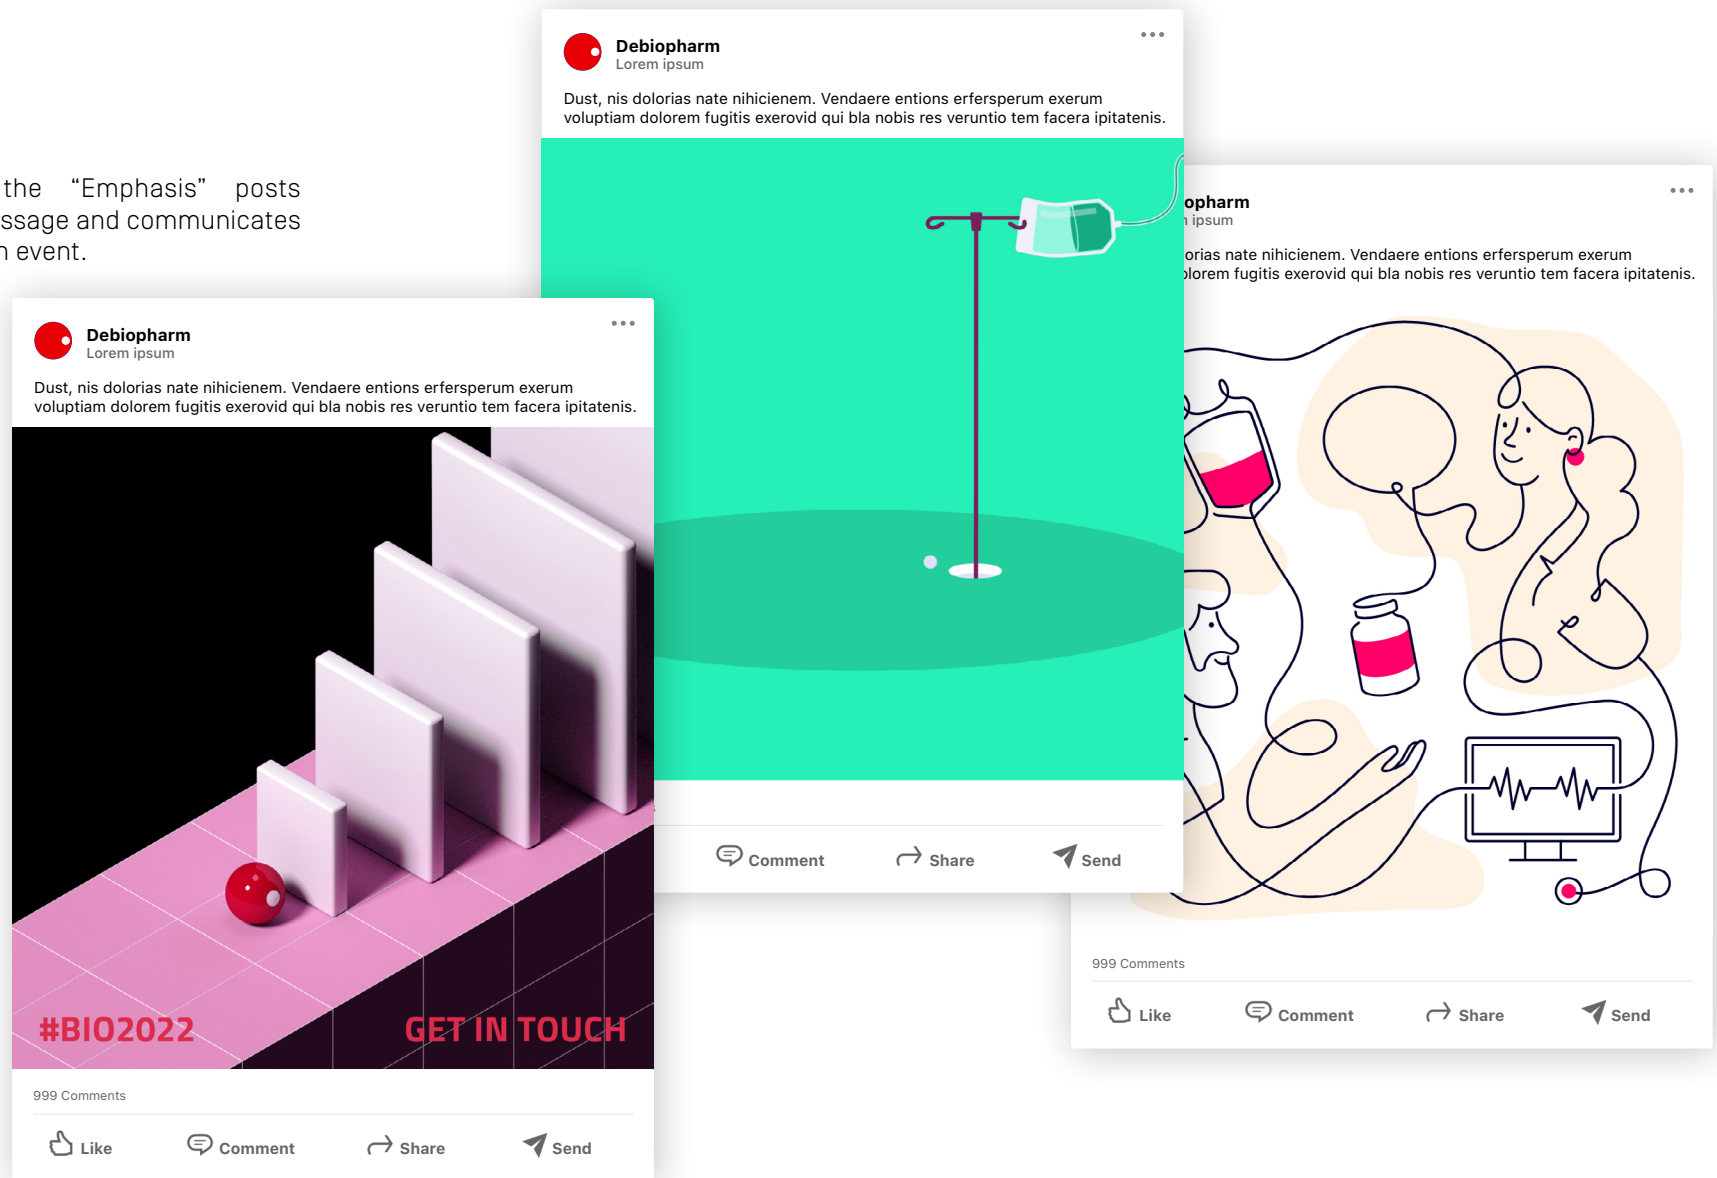 the “Emphasis” posts
ssage and communicates
n event.
Debiopharm
Lorem ipsum
Dust, nis dolorias nate nihicienem. Vendaere entions erfersperum exerum
voluptiam dolorem fugitis exerovid qui bla nobis res veruntio tem facera ipitatenis.
#BIO2022
GET IN TOUCH
999 Comments
Like
Comment
Share
Send
Debiopharm
Lorem ipsum
Dust, nis dolorias nate nihicienem. Vendaere entions erfersperum exerum
voluptiam dolorem fugitis exerovid qui bla nobis res veruntio tem facera ipitatenis.
Comment
Share
Send
opharm
ipsum
orias nate nihicienem. Vendaere entions erfersperum exerum
olorem fugitis exerovid qui bla nobis res veruntio tem facera ipitatenis.
999 Comments
Like
Comment
Share
Send